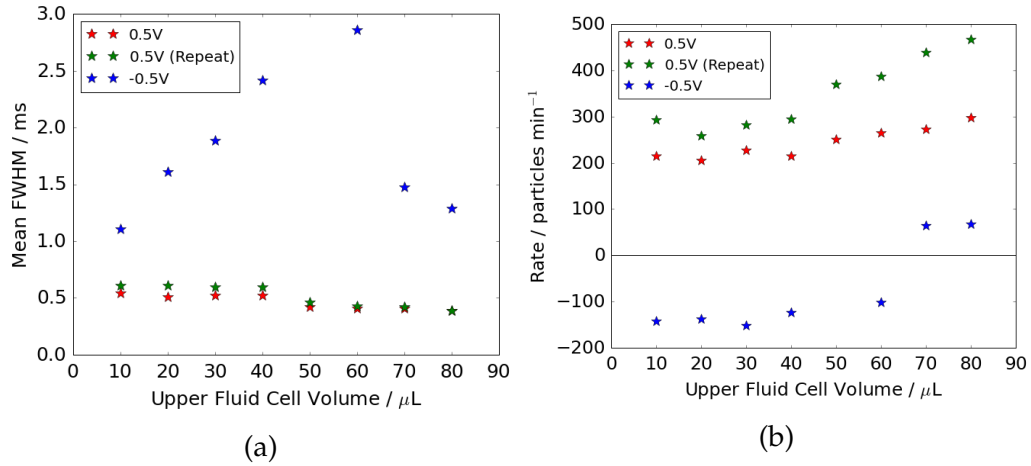 3.0
2.5
2.0
1.5
1.0
0.5
0.0
Mean FWHM / ms
0.5V
0.5V (Repeat)
-0.5V
0 10 20 30 40 50 60 70 80 90
Upper Fluid Cell Volume / μL
(a)
500
400
300
200
100
0
−100
−200
Rate / particles min⁻¹
0.5V
0.5V (Repeat)
-0.5V
0 10 20 30 40 50 60 70 80 90
Upper Fluid Cell Volume / μL
(b)